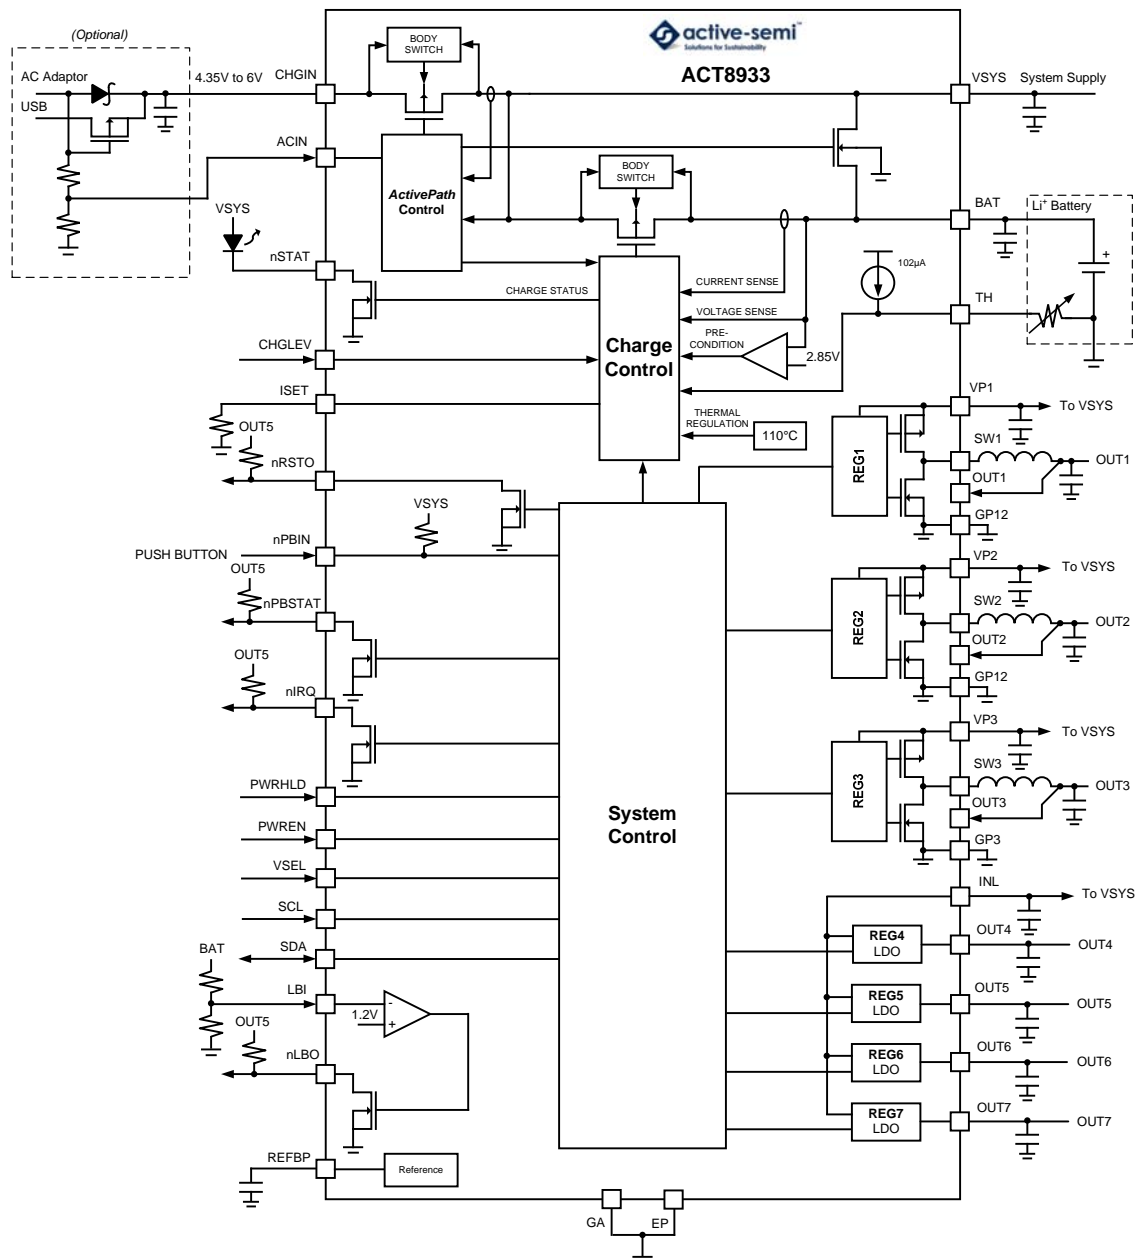 (Optional)
active-semi
Solutions for Sustainability
ACT8933
BODY
SWITCH
AC Adaptor
4.35V to 6V
CHGIN
VSYS
System Supply
USB
ACIN
ActivePath
Control
BODY
SWITCH
VSYS
BAT
Li+ Battery
+
nSTAT
102µA
CHARGE STATUS
CURRENT SENSE
TH
VOLTAGE SENSE
PRE-
CONDITION
2.85V
Charge
Control
CHGLEV
ISET
THERMAL
REGULATION
110°C
VP1
To VSYS
OUT5
nRSTO
REG1
SW1
OUT1
OUT1
GP12
VSYS
nPBIN
PUSH BUTTON
VP2
To VSYS
OUT5
nPBSTAT
REG2
SW2
OUT2
OUT2
GP12
OUT5
nIRQ
VP3
To VSYS
REG3
SW3
OUT3
OUT3
GP3
PWRHLD
System
Control
PWREN
VSEL
INL
To VSYS
SCL
REG4
LDO
OUT4
OUT4
BAT
SDA
LBI
1.2V
-
+
REG5
LDO
OUT5
OUT5
OUT5
nLBO
REG6
LDO
OUT6
OUT6
REG7
LDO
OUT7
OUT7
REFBP
Reference
GA
EP